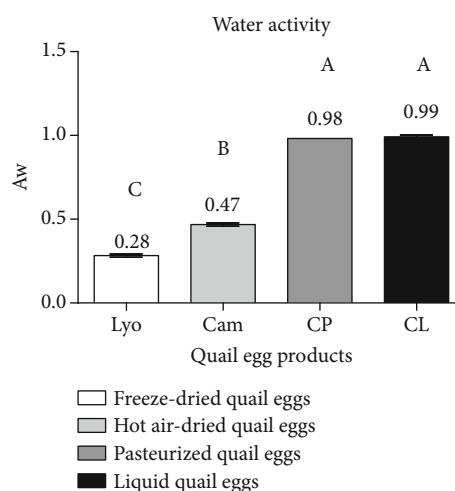 Water activity
A A
0.98 0.99
1.0
B
Aw
C
0.47
0.5
0.28
0.0
Lyo Cam CP CL
Quail egg products
Freeze-dried quail eggs
Hot air-dried quail eggs
Pasteurized quail eggs
Liquid quail eggs